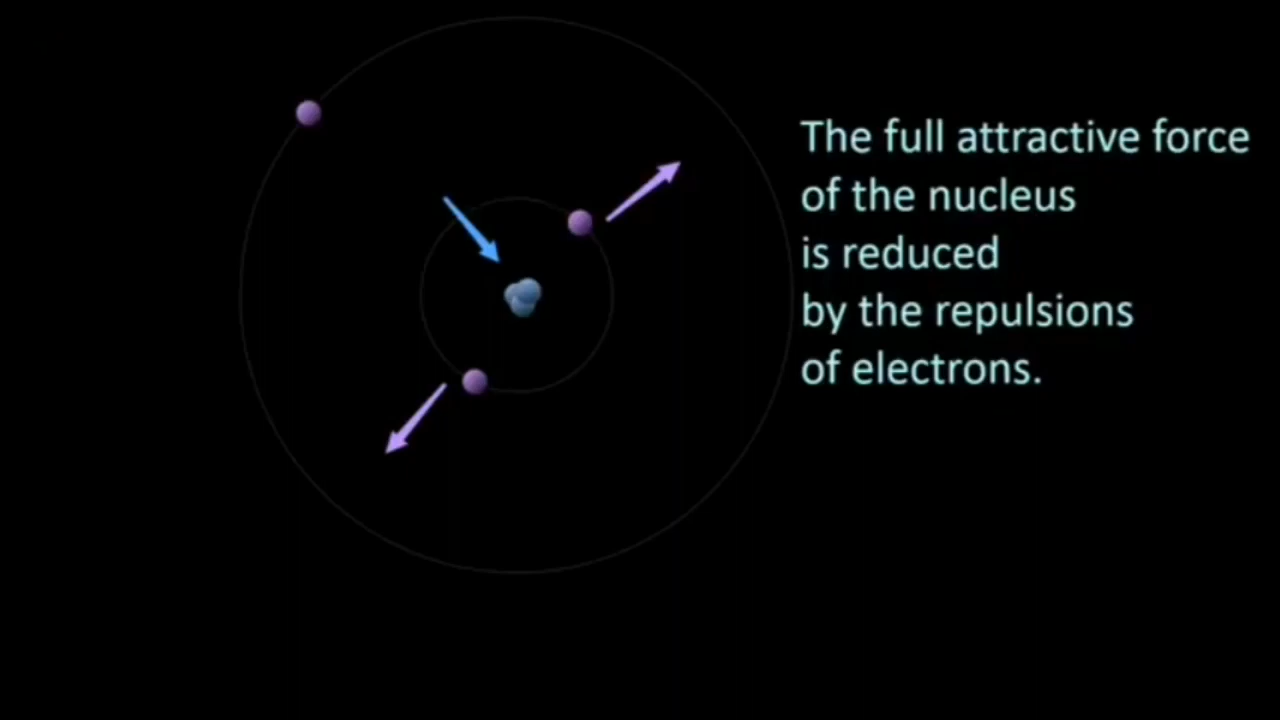 The full attractive force
of the nucleus
is reduced
by the repulsions
of electrons.